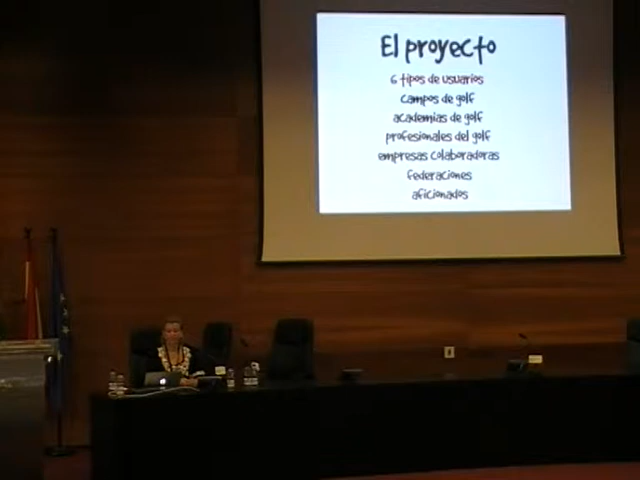 El proyecto
6 tipos de usuarios
campos de golf
academias de golf
profesionales del golf
empresas colaboradoras
federaciones
aficionados